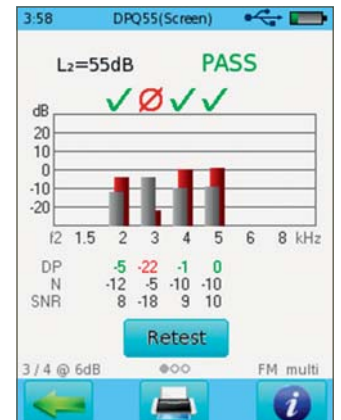 3:58 DPQ55(Screen)
L₂=55dB PASS
dB
20
10
0
-10
-20
f2 1.5 2 3 4 5 6 8 kHz
DP -5 -22 -1 0
N -12 -5 -10 -10
SNR 8 -18 9 10
Retest
3 / 4 @ 6dB FM multi
i